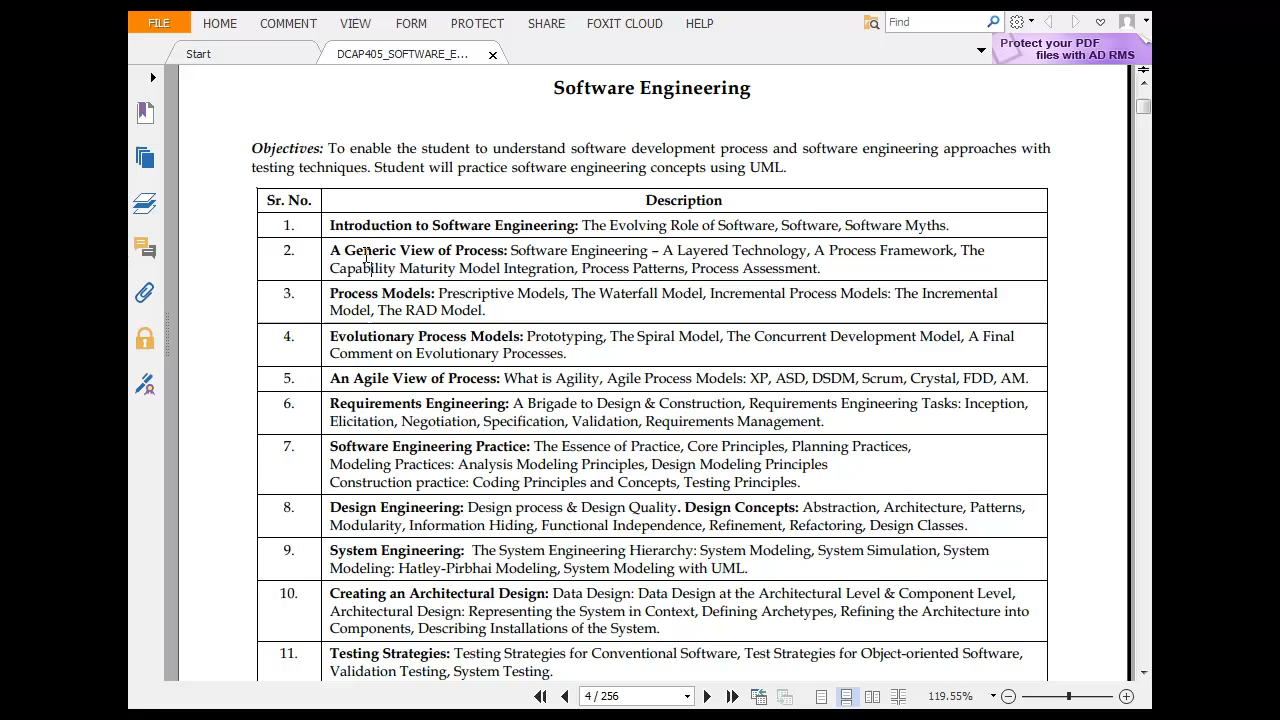 FILE HOME COMMENT VIEW FORM PROTECT SHARE FOXIT CLOUD HELP Find
Start DCAP405_SOFTWARE_E... Protect your PDF
files with AD RMS
Software Engineering
Objectives: To enable the student to understand software development process and software engineering approaches with
testing techniques. Student will practice software engineering concepts using UML.
Sr. No. Description
1. Introduction to Software Engineering: The Evolving Role of Software, Software, Software Myths.
2. A Generic View of Process: Software Engineering – A Layered Technology, A Process Framework, The
Capability Maturity Model Integration, Process Patterns, Process Assessment.
3. Process Models: Prescriptive Models, The Waterfall Model, Incremental Process Models: The Incremental
Model, The RAD Model.
4. Evolutionary Process Models: Prototyping, The Spiral Model, The Concurrent Development Model, A Final
Comment on Evolutionary Processes.
5. An Agile View of Process: What is Agility, Agile Process Models: XP, ASD, DSDM, Scrum, Crystal, FDD, AM.
6. Requirements Engineering: A Brigade to Design & Construction, Requirements Engineering Tasks: Inception,
Elicitation, Negotiation, Specification, Validation, Requirements Management.
7. Software Engineering Practice: The Essence of Practice, Core Principles, Planning Practices,
Modeling Practices: Analysis Modeling Principles, Design Modeling Principles
Construction practice: Coding Principles and Concepts, Testing Principles.
8. Design Engineering: Design process & Design Quality. Design Concepts: Abstraction, Architecture, Patterns,
Modularity, Information Hiding, Functional Independence, Refinement, Refactoring, Design Classes.
9. System Engineering: The System Engineering Hierarchy: System Modeling, System Simulation, System
Modeling: Hatley-Pirbhai Modeling, System Modeling with UML.
10. Creating an Architectural Design: Data Design: Data Design at the Architectural Level & Component Level,
Architectural Design: Representing the System in Context, Defining Archetypes, Refining the Architecture into
Components, Describing Installations of the System.
11. Testing Strategies: Testing Strategies for Conventional Software, Test Strategies for Object-oriented Software,
Validation Testing, System Testing.
4 / 256 119.55%